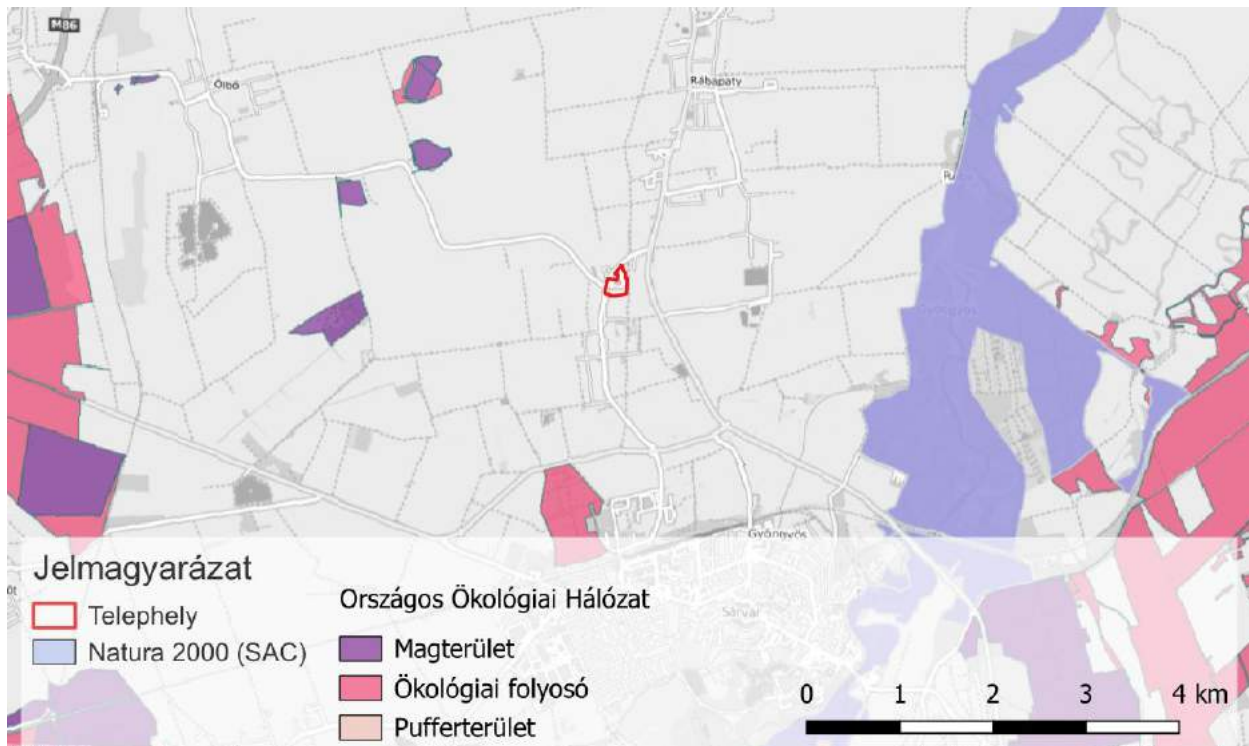 M86
Ölbő
Rábapaty
Gyöngyös
Gyöngyös
Sárvár
Jelmagyarázat
Telephely
Natura 2000 (SAC)
Országos Ökológiai Hálózat
Magterület
Ökológiai folyosó
Pufferterület
0 1 2 3 4 km